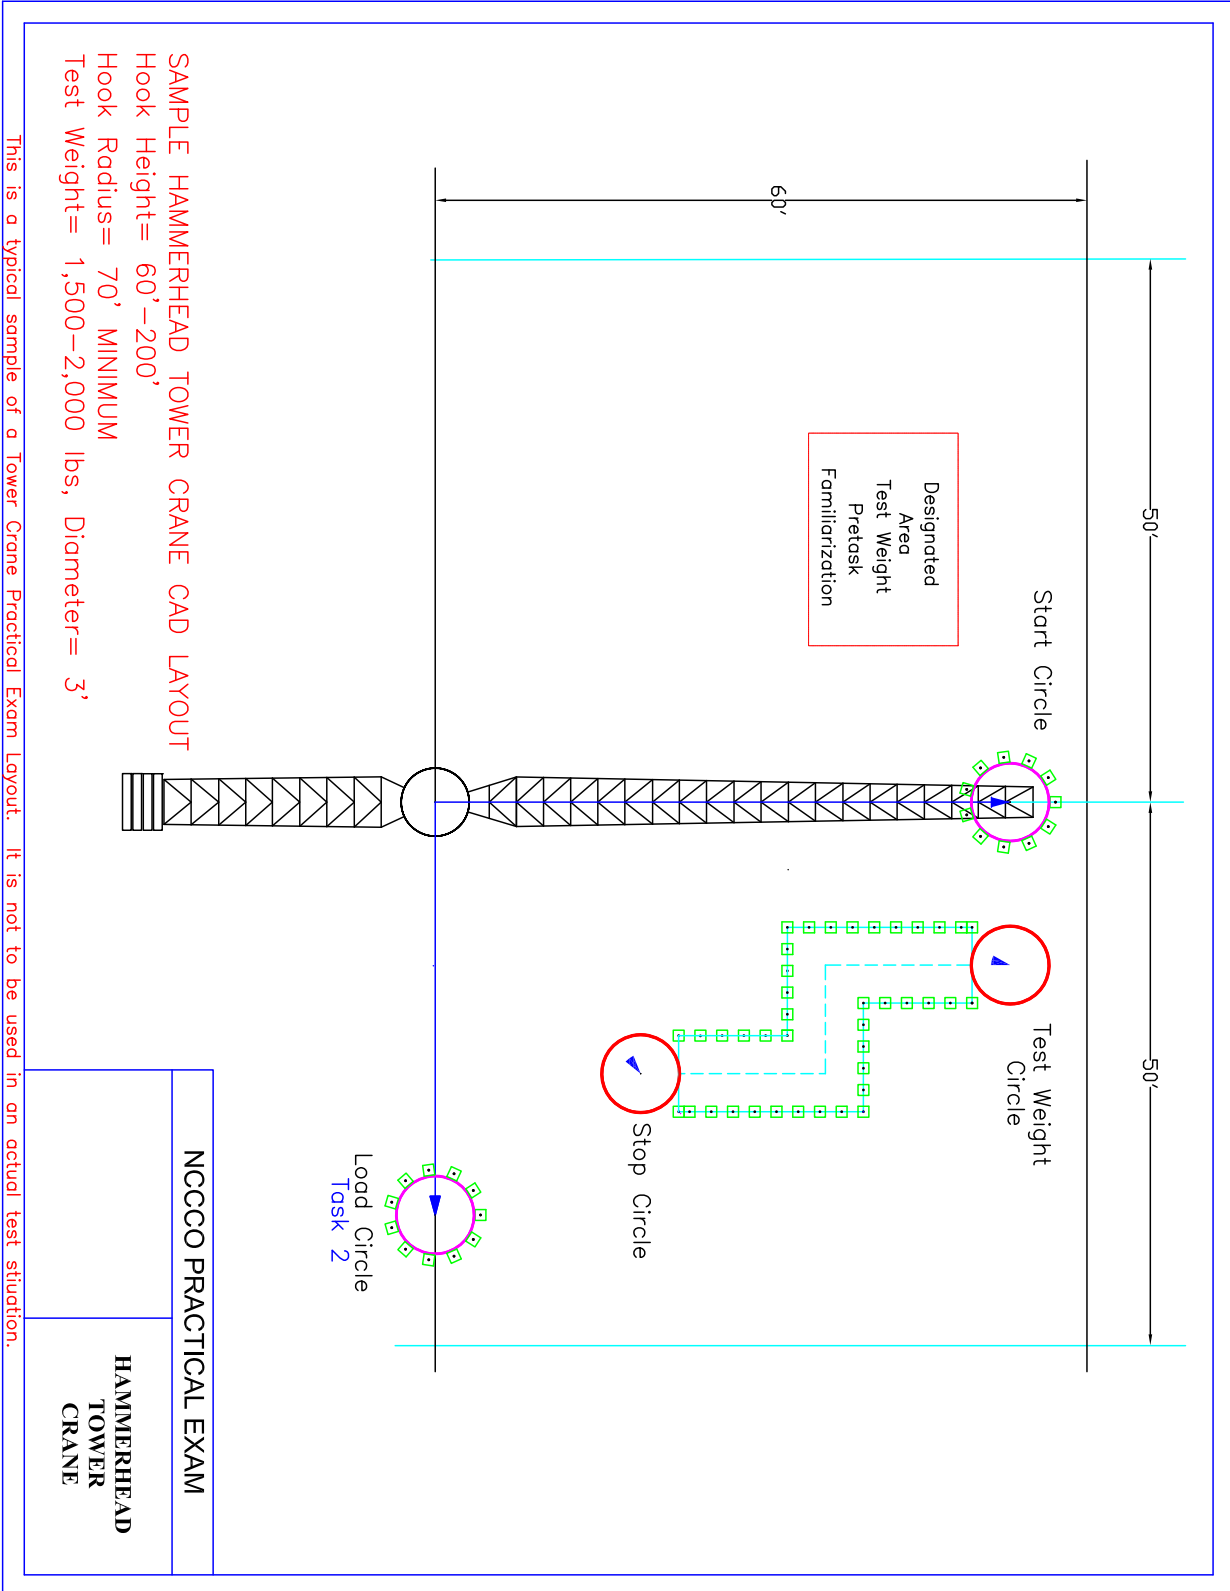 50'
50'
60'
Start Circle
Test Weight
Circle
Designated
Area
Test Weight
Pretask
Familiarization
Stop Circle
Load Circle
Task 2
SAMPLE HAMMERHEAD TOWER CRANE CAD LAYOUT
Hook Height= 60'-200'
Hook Radius= 70' MINIMUM
Test Weight= 1,500-2,000 lbs, Diameter= 3'
NCCCO PRACTICAL EXAM
HAMMERHEAD
TOWER
CRANE
This is a typical sample of a Tower Crane Practical Exam Layout. It is not to be used in an actual test stiuation.